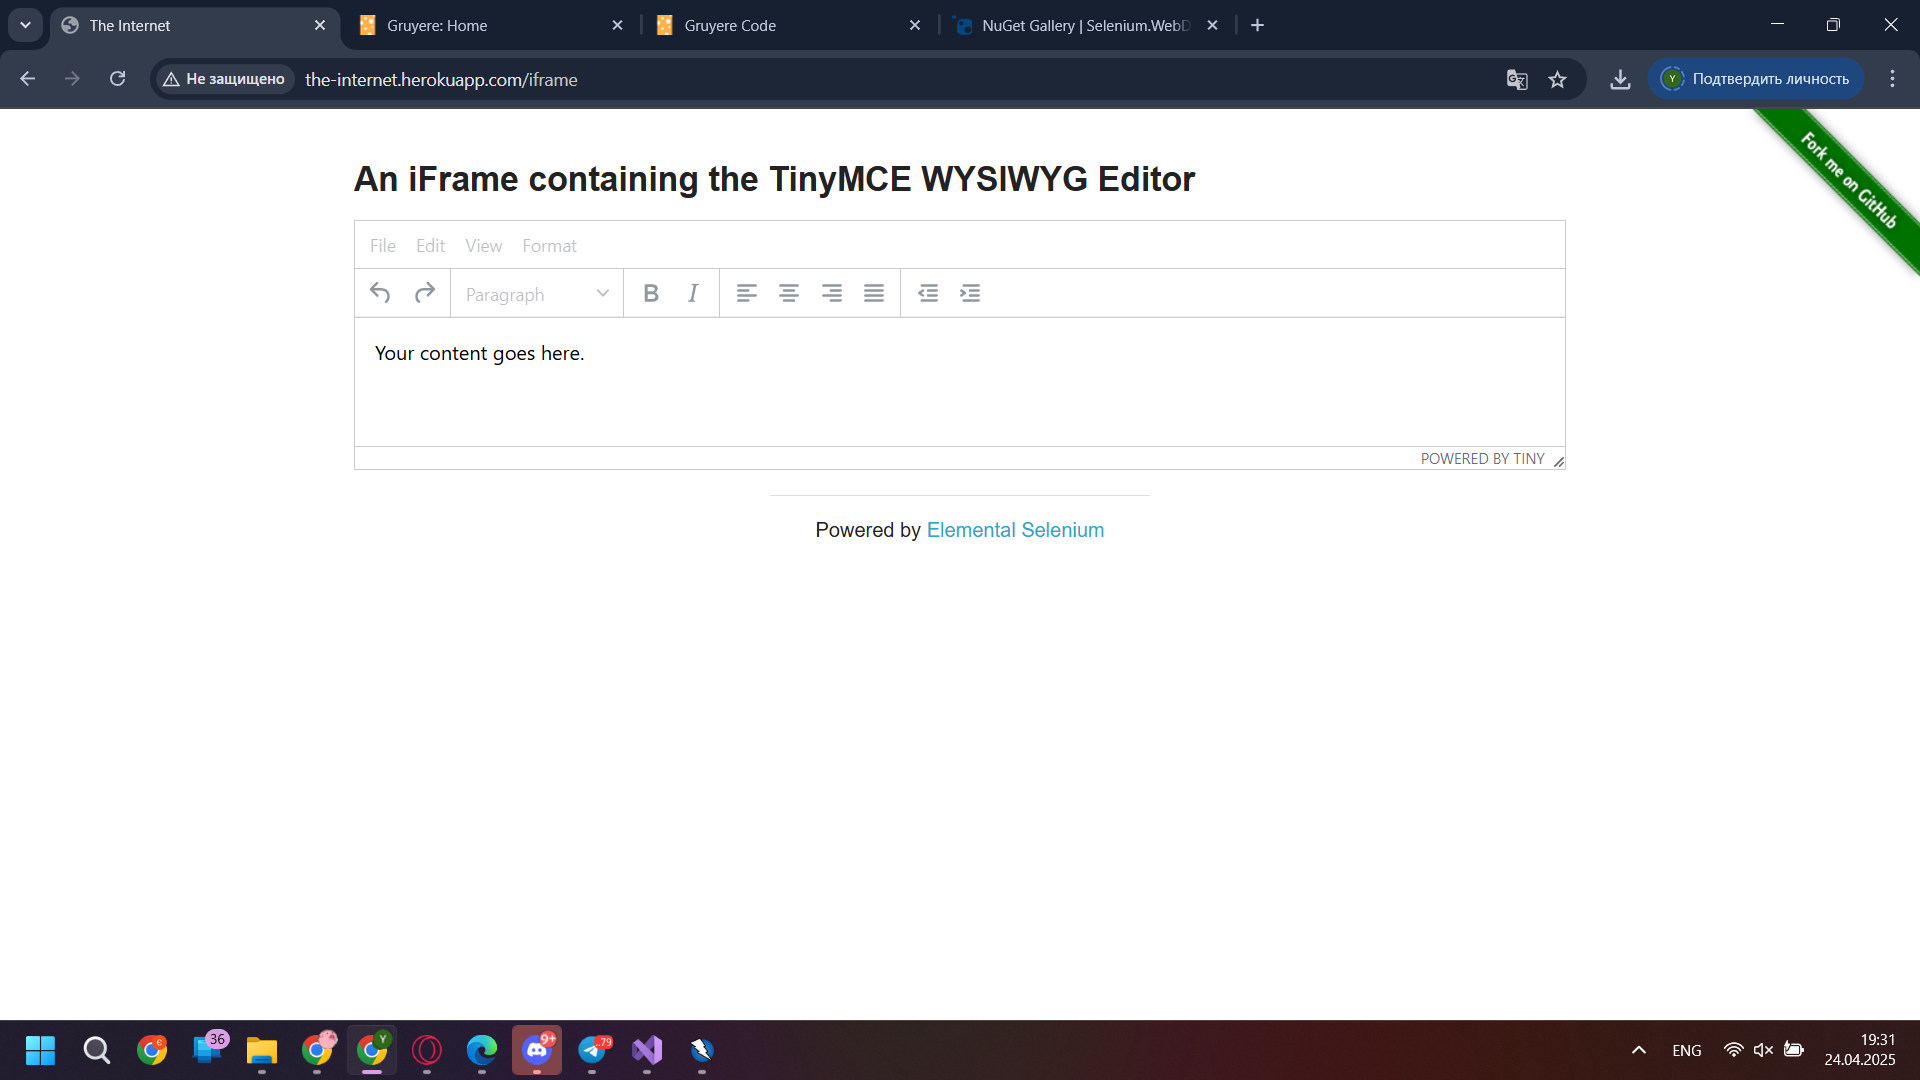 The Internet
Gruyere: Home
Gruyere Code
NuGet Gallery | Selenium.WebD
Не защищено
the-internet.herokuapp.com/iframe
Y
Подтвердить личность
Fork me on GitHub
An iFrame containing the TinyMCE WYSIWYG Editor
File Edit View Format
Paragraph
B I
Your content goes here.
POWERED BY TINY
Powered by Elemental Selenium
36
Y
9+
..79
ENG
19:31
24.04.2025